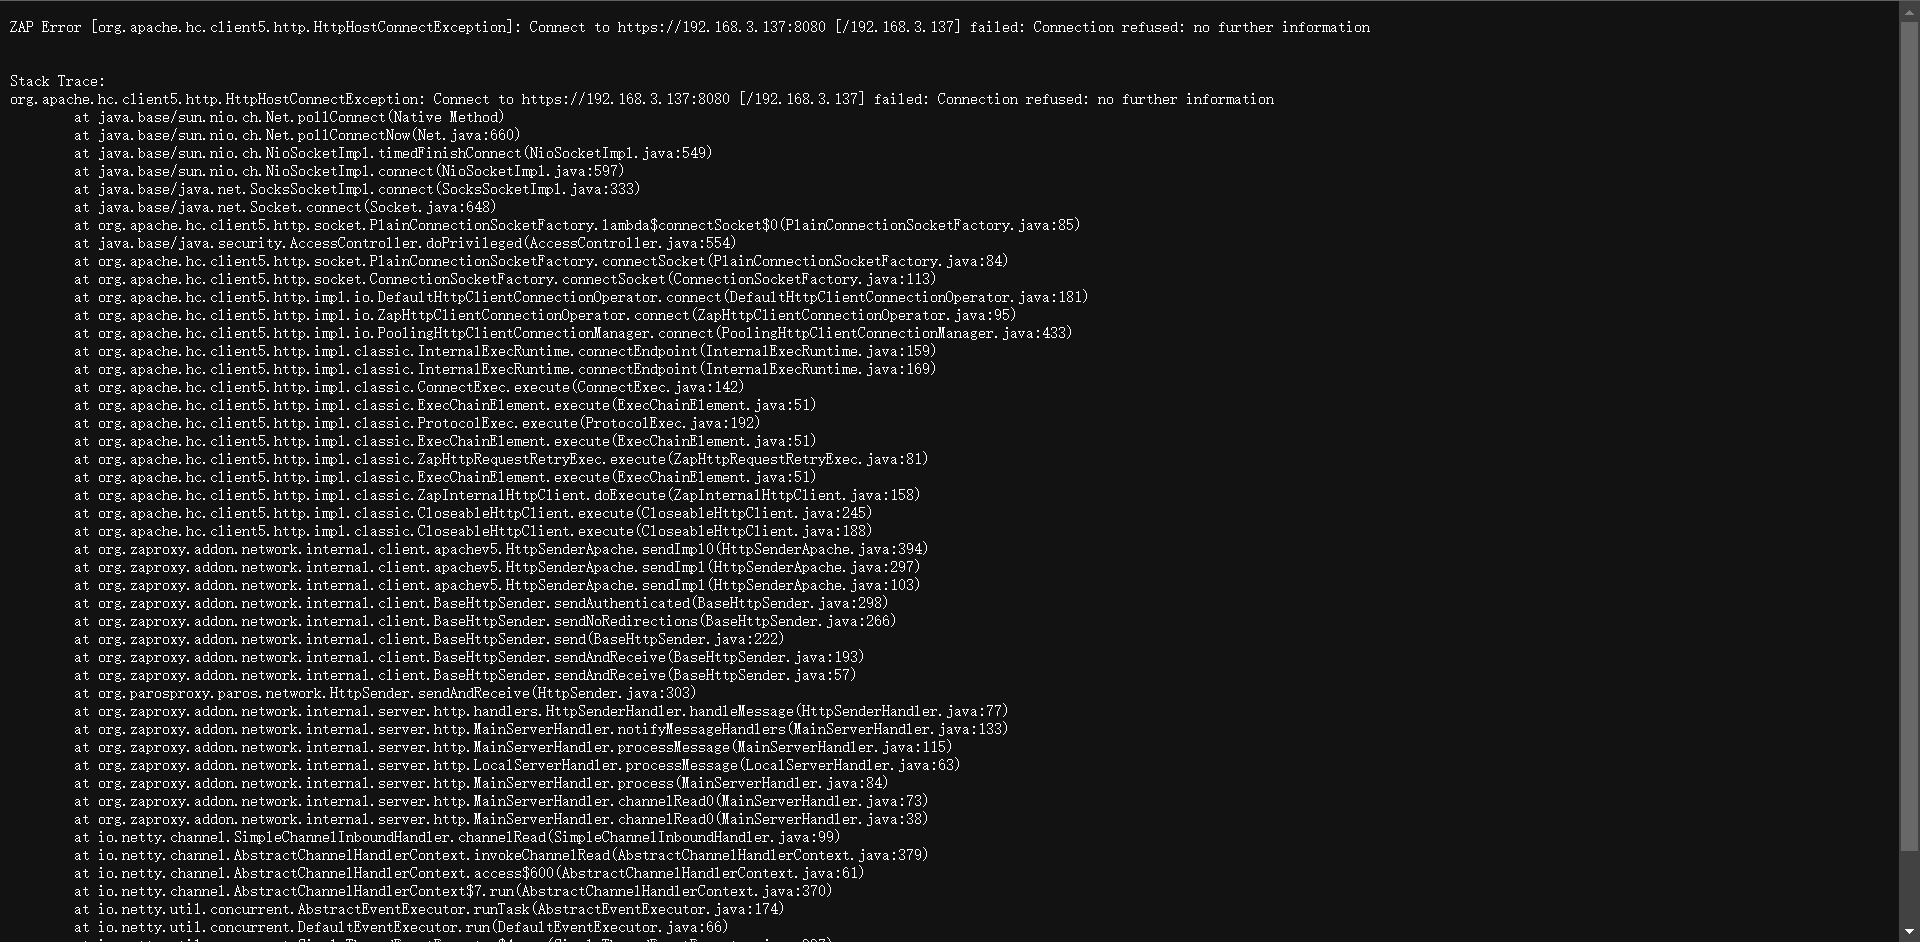 ZAP Error [org.apache.hc.client5.http.HttpHostConnectException]: Connect to https://192.168.3.137:8080 [/192.168.3.137] failed: Connection refused: no further information
Stack Trace:
org.apache.hc.client5.http.HttpHostConnectException: Connect to https://192.168.3.137:8080 [/192.168.3.137] failed: Connection refused: no further information
at java.base/sun.nio.ch.Net.pollConnect(Native Method)
at java.base/sun.nio.ch.Net.pollConnectNow(Net.java:660)
at java.base/sun.nio.ch.NioSocketImpl.timedFinishConnect(NioSocketImpl.java:549)
at java.base/sun.nio.ch.NioSocketImpl.connect(NioSocketImpl.java:597)
at java.base/java.net.SocksSocketImpl.connect(SocksSocketImpl.java:333)
at java.base/java.net.Socket.connect(Socket.java:648)
at org.apache.hc.client5.http.socket.PlainConnectionSocketFactory.lambda$connectSocket$0(PlainConnectionSocketFactory.java:85)
at java.base/java.security.AccessController.doPrivileged(AccessController.java:554)
at org.apache.hc.client5.http.socket.PlainConnectionSocketFactory.connectSocket(PlainConnectionSocketFactory.java:84)
at org.apache.hc.client5.http.socket.ConnectionSocketFactory.connectSocket(ConnectionSocketFactory.java:113)
at org.apache.hc.client5.http.impl.io.DefaultHttpClientConnectionOperator.connect(DefaultHttpClientConnectionOperator.java:181)
at org.apache.hc.client5.http.impl.io.ZapHttpClientConnectionOperator.connect(ZapHttpClientConnectionOperator.java:95)
at org.apache.hc.client5.http.impl.io.PoolingHttpClientConnectionManager.connect(PoolingHttpClientConnectionManager.java:433)
at org.apache.hc.client5.http.impl.classic.InternalExecRuntime.connectEndpoint(InternalExecRuntime.java:159)
at org.apache.hc.client5.http.impl.classic.InternalExecRuntime.connectEndpoint(InternalExecRuntime.java:169)
at org.apache.hc.client5.http.impl.classic.ConnectExec.execute(ConnectExec.java:142)
at org.apache.hc.client5.http.impl.classic.ExecChainElement.execute(ExecChainElement.java:51)
at org.apache.hc.client5.http.impl.classic.ProtocolExec.execute(ProtocolExec.java:192)
at org.apache.hc.client5.http.impl.classic.ExecChainElement.execute(ExecChainElement.java:51)
at org.apache.hc.client5.http.impl.classic.ZapHttpRequestRetryExec.execute(ZapHttpRequestRetryExec.java:81)
at org.apache.hc.client5.http.impl.classic.ExecChainElement.execute(ExecChainElement.java:51)
at org.apache.hc.client5.http.impl.classic.ZapInternalHttpClient.doExecute(ZapInternalHttpClient.java:158)
at org.apache.hc.client5.http.impl.classic.CloseableHttpClient.execute(CloseableHttpClient.java:245)
at org.apache.hc.client5.http.impl.classic.CloseableHttpClient.execute(CloseableHttpClient.java:188)
at org.zaproxy.addon.network.internal.client.apachev5.HttpSenderApache.sendImpl0(HttpSenderApache.java:394)
at org.zaproxy.addon.network.internal.client.apachev5.HttpSenderApache.sendImpl(HttpSenderApache.java:297)
at org.zaproxy.addon.network.internal.client.apachev5.HttpSenderApache.sendImpl(HttpSenderApache.java:103)
at org.zaproxy.addon.network.internal.client.BaseHttpSender.sendAuthenticated(BaseHttpSender.java:298)
at org.zaproxy.addon.network.internal.client.BaseHttpSender.sendNoRedirections(BaseHttpSender.java:266)
at org.zaproxy.addon.network.internal.client.BaseHttpSender.send(BaseHttpSender.java:222)
at org.zaproxy.addon.network.internal.client.BaseHttpSender.sendAndReceive(BaseHttpSender.java:193)
at org.zaproxy.addon.network.internal.client.BaseHttpSender.sendAndReceive(BaseHttpSender.java:57)
at org.parosproxy.paros.network.HttpSender.sendAndReceive(HttpSender.java:303)
at org.zaproxy.addon.network.internal.server.http.handlers.HttpSenderHandler.handleMessage(HttpSenderHandler.java:77)
at org.zaproxy.addon.network.internal.server.http.MainServerHandler.notifyMessageHandlers(MainServerHandler.java:133)
at org.zaproxy.addon.network.internal.server.http.MainServerHandler.processMessage(MainServerHandler.java:115)
at org.zaproxy.addon.network.internal.server.http.LocalServerHandler.processMessage(LocalServerHandler.java:63)
at org.zaproxy.addon.network.internal.server.http.MainServerHandler.process(MainServerHandler.java:84)
at org.zaproxy.addon.network.internal.server.http.MainServerHandler.channelRead0(MainServerHandler.java:73)
at org.zaproxy.addon.network.internal.server.http.MainServerHandler.channelRead0(MainServerHandler.java:38)
at io.netty.channel.SimpleChannelInboundHandler.channelRead(SimpleChannelInboundHandler.java:99)
at io.netty.channel.AbstractChannelHandlerContext.invokeChannelRead(AbstractChannelHandlerContext.java:379)
at io.netty.channel.AbstractChannelHandlerContext.access$600(AbstractChannelHandlerContext.java:61)
at io.netty.channel.AbstractChannelHandlerContext$7.run(AbstractChannelHandlerContext.java:370)
at io.netty.util.concurrent.AbstractEventExecutor.runTask(AbstractEventExecutor.java:174)
at io.netty.util.concurrent.DefaultEventExecutor.run(DefaultEventExecutor.java:66)